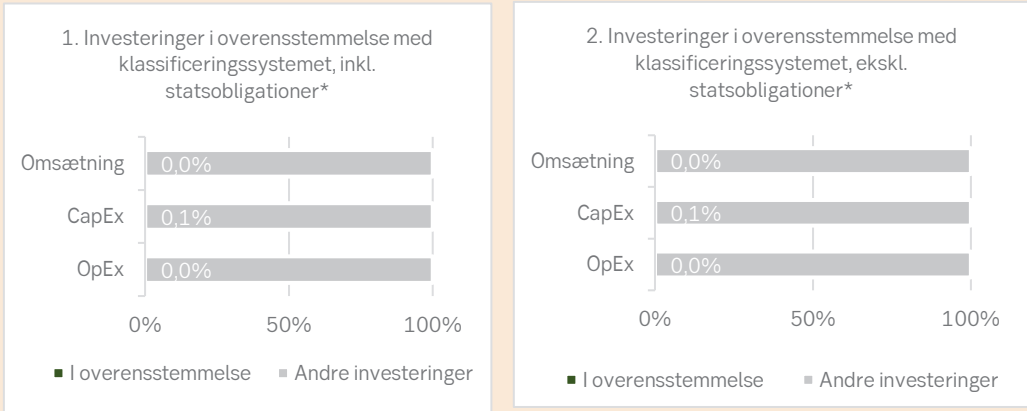 1. Investeringer i overensstemmelse med
klassificeringssystemet, inkl.
statsobligationer*
Omsætning 0,0%
CapEx 0,1%
OpEx 0,0%
0% 50% 100%
I overensstemmelse Andre investeringer
2. Investeringer i overensstemmelse med
klassificeringssystemet, ekskl.
statsobligationer*
Omsætning 0,0%
CapEx 0,1%
OpEx 0,0%
0% 50% 100%
I overensstemmelse Andre investeringer